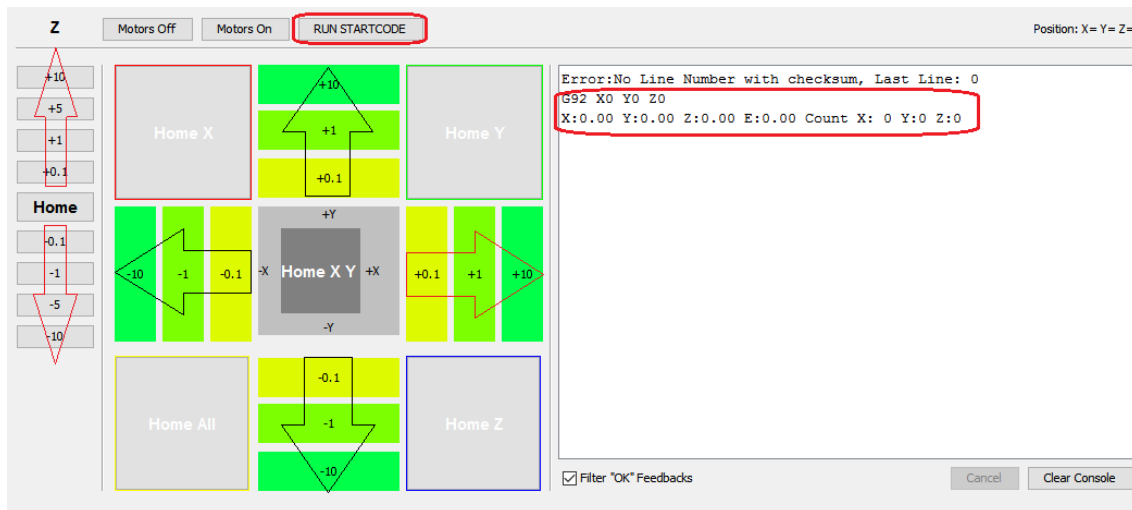 Z
Motors Off
Motors On
RUN STARTCODE
Position: X= Y= Z=
+10
+5
+1
+0.1
Home
-0.1
-1
-5
-10
Home X
+10
+1
+0.1
Home Y
-10
-1
-0.1
+Y
-X
Home X Y
+X
-Y
+0.1
+1
+10
Home All
-0.1
-1
-10
Home Z
Error:No Line Number with checksum, Last Line: 0
G92 X0 Y0 Z0
X:0.00 Y:0.00 Z:0.00 E:0.00 Count X: 0 Y:0 Z:0
Filter "OK" Feedbacks
Cancel
Clear Console